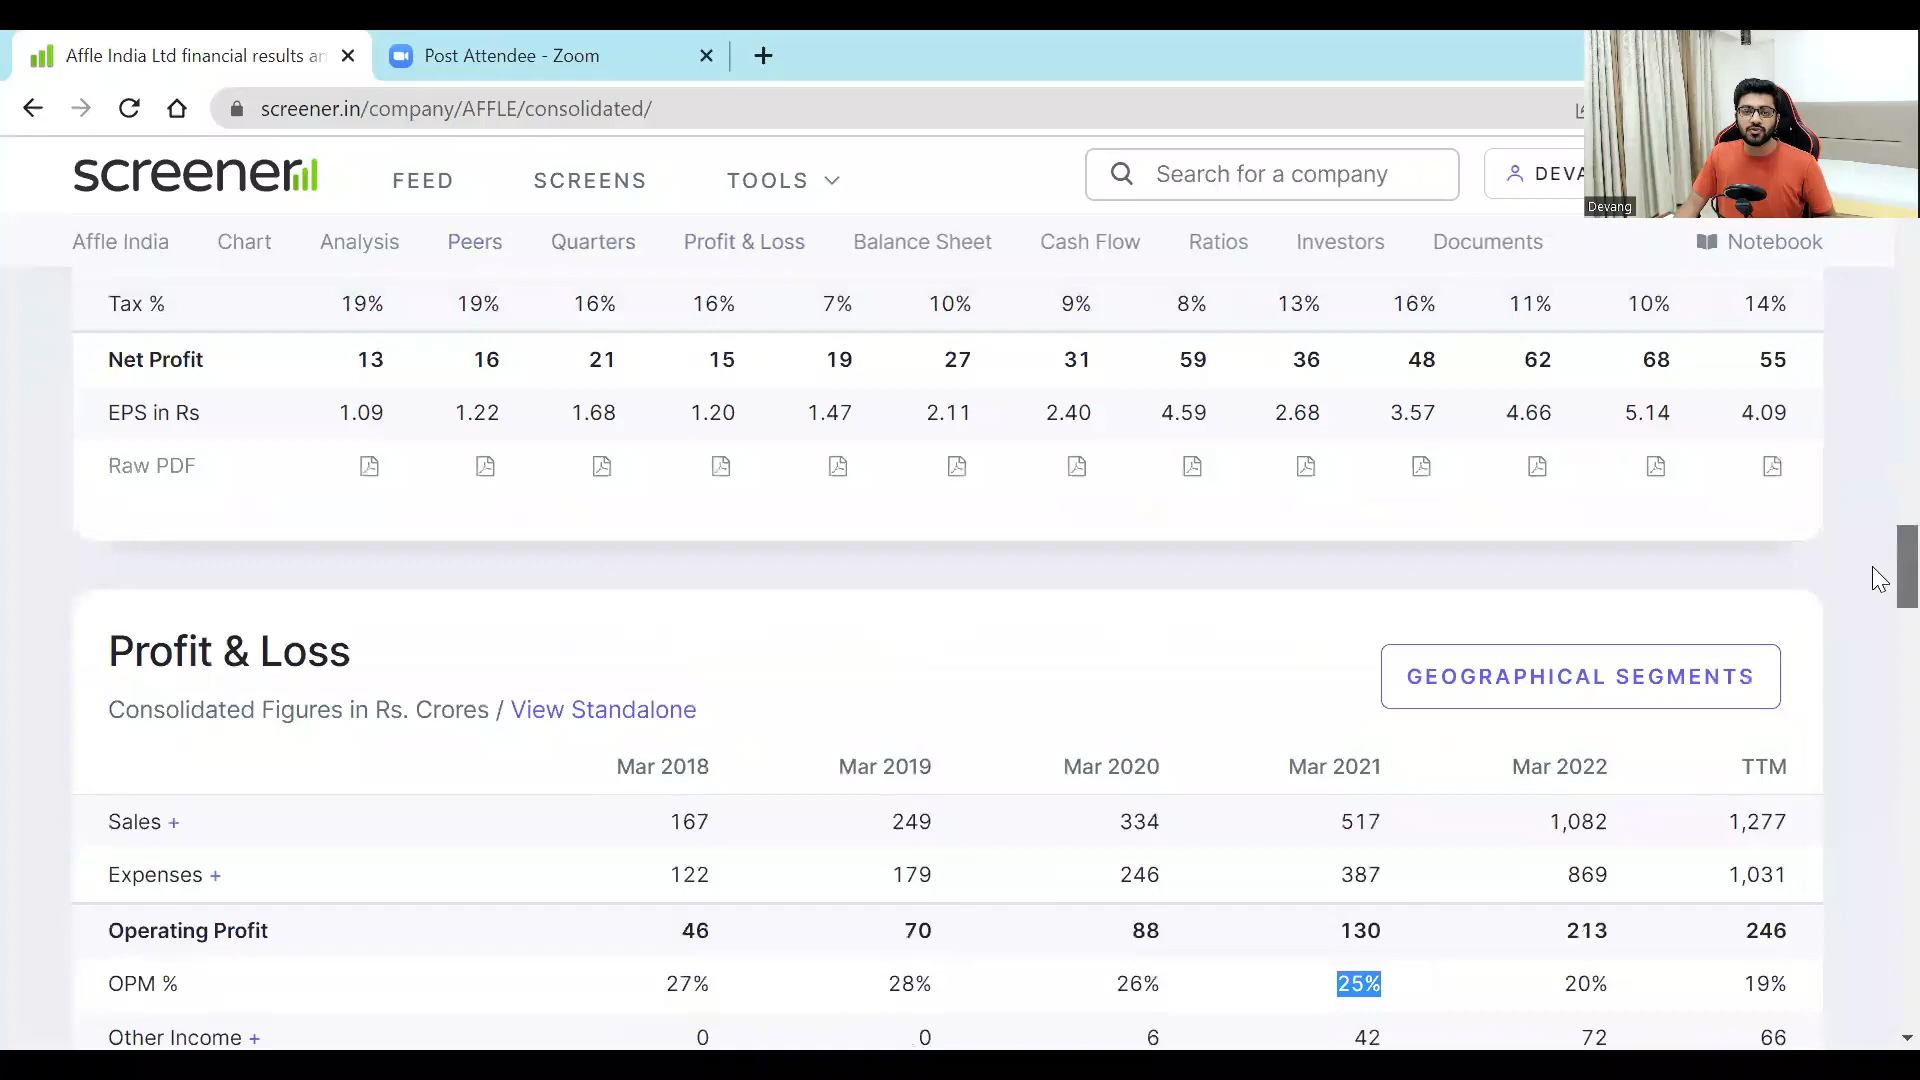 Affle India Ltd financial results an
Post Attendee - Zoom
screener.in/company/AFFLE/consolidated/
screener FEED SCREENS TOOLS Search for a company DEVA
Devang
Affle India Chart Analysis Peers Quarters Profit & Loss Balance Sheet Cash Flow Ratios Investors Documents Notebook
Tax % 19% 19% 16% 16% 7% 10% 9% 8% 13% 16% 11% 10% 14%
Net Profit 13 16 21 15 19 27 31 59 36 48 62 68 55
EPS in Rs 1.09 1.22 1.68 1.20 1.47 2.11 2.40 4.59 2.68 3.57 4.66 5.14 4.09
Raw PDF
Profit & Loss
GEOGRAPHICAL SEGMENTS
Consolidated Figures in Rs. Crores / View Standalone
Mar 2018 Mar 2019 Mar 2020 Mar 2021 Mar 2022 TTM
Sales + 167 249 334 517 1,082 1,277
Expenses + 122 179 246 387 869 1,031
Operating Profit 46 70 88 130 213 246
OPM % 27% 28% 26% 25% 20% 19%
Other Income + 0 0 6 42 72 66